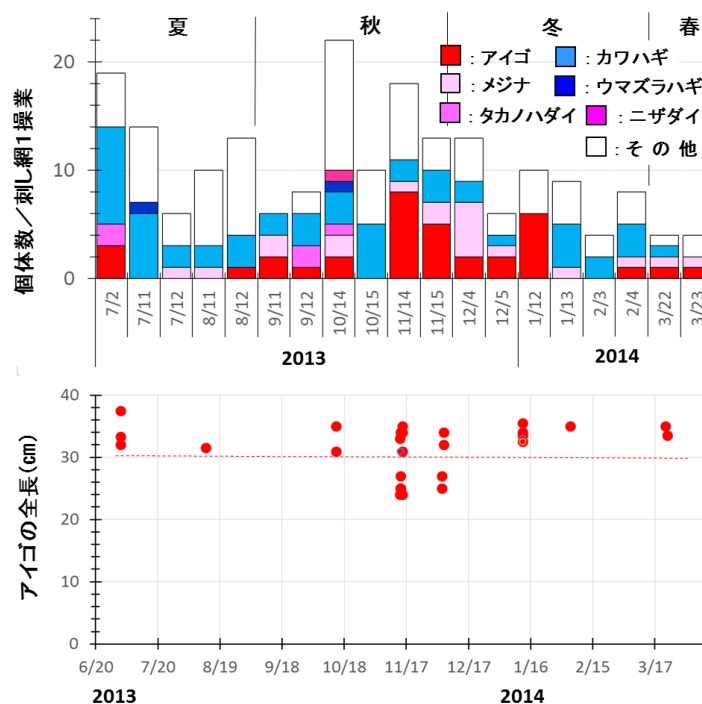 夏 秋 冬 春
：アイゴ ：カワハギ
：メジナ ：ウマズラハギ
：タカノハダイ ：ニザダイ
：その他
個体数／刺し網1操業
20
10
0
7/2 7/11 7/12 8/11 8/12 9/11 9/12 10/14 10/15 11/14 11/15 12/4 12/5 1/12 1/13 2/3 2/4 3/22 3/23
2013 2014
アイゴの全長(cm)
40
30
20
10
0
6/20 7/20 8/19 9/18 10/18 11/17 12/17 1/16 2/15 3/17
2013 2014